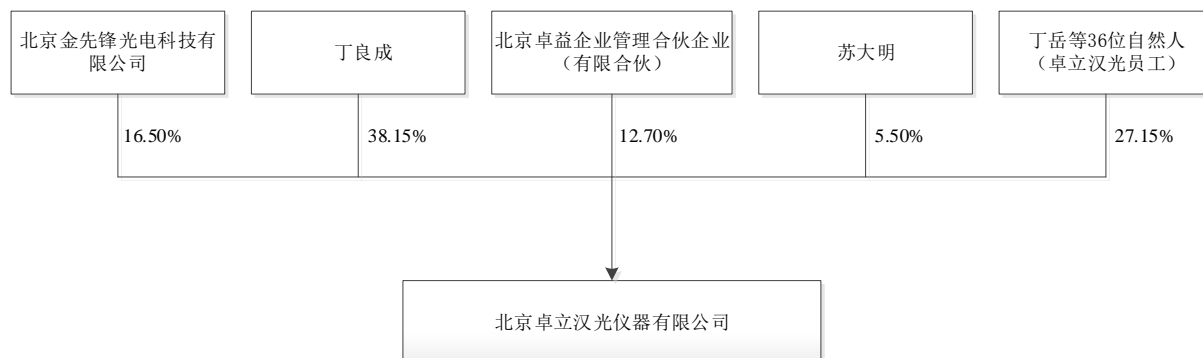 北京金先锋光电科技有
限公司
丁良成
北京卓益企业管理合伙企业
（有限合伙）
苏大明
丁岳等36位自然人
（卓立汉光员工）
16.50%
38.15%
12.70%
5.50%
27.15%
北京卓立汉光仪器有限公司